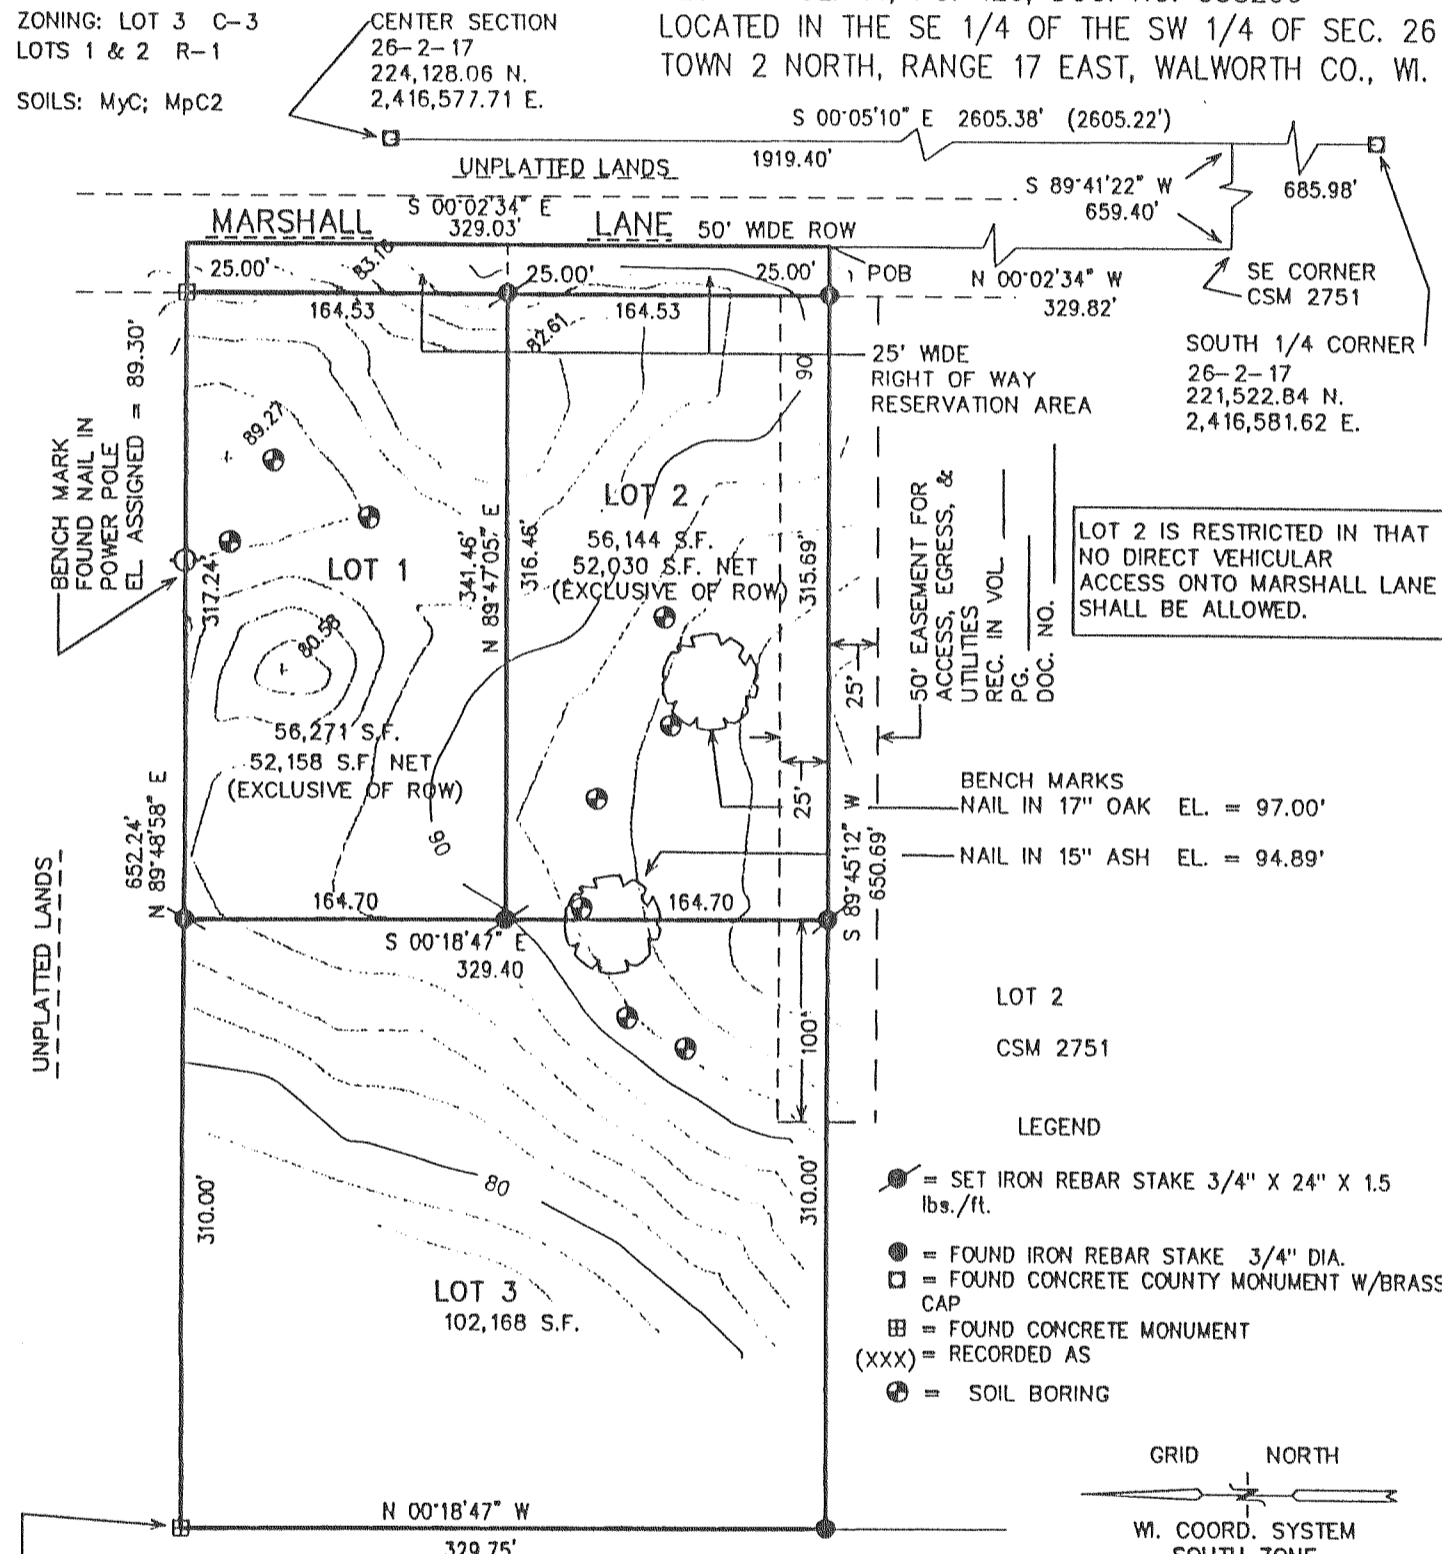 ZONING: LOT 3 C-3
LOTS 1 & 2 R-1
SOILS: MyC; MpC2
CENTER SECTION
26-2-17
224,128.06 N.
2,416,577.71 E.
LOCATED IN THE SE 1/4 OF THE SW 1/4 OF SEC. 26
TOWN 2 NORTH, RANGE 17 EAST, WALWORTH CO., WI.
S 00°05'10" E 2605.38' (2605.22')
1919.40'
UNPLATTED LANDS
S 89°41'22" W
659.40'
685.98'
S 00°02'34" E
329.03'
MARSHALL LANE
50' WIDE ROW
25.00'
83.18
25.00'
25.00'
POB
N 00°02'34" W
329.82'
SE CORNER
CSM 2751
164.53
164.53
82.61
90
25' WIDE
RIGHT OF WAY
RESERVATION AREA
SOUTH 1/4 CORNER
26-2-17
221,522.84 N.
2,416,581.62 E.
BENCH MARK
FOUND NAIL IN
POWER POLE
EL ASSIGNED = 89.30'
89.27
LOT 1
317.24'
341.46'
N 89°47'05" E
316.46'
LOT 2
56,144 S.F.
52,030 S.F. NET
(EXCLUSIVE OF ROW)
315.69"
50' EASEMENT FOR
ACCESS, EGRESS, &
UTILITIES
REC. IN VOL.
PG.
DOC. NO.
LOT 2 IS RESTRICTED IN THAT
NO DIRECT VEHICULAR
ACCESS ONTO MARSHALL LANE
SHALL BE ALLOWED.
80.58
56,271 S.F.
52,158 S.F. NET
(EXCLUSIVE OF ROW)
25'
25'
BENCH MARKS
NAIL IN 17" OAK EL. = 97.00'
NAIL IN 15" ASH EL. = 94.89'
90
652.24'
N 89°48'58" E
UNPLATTED LANDS
164.70
164.70
S 89°45'12" W
650.69'
S 00°18'47" E
329.40
LOT 2
CSM 2751
100'
80
310.00'
310.00'
LOT 3
102,168 S.F.
LEGEND
= SET IRON REBAR STAKE 3/4" X 24" X 1.5
lbs./ft.
= FOUND IRON REBAR STAKE 3/4" DIA.
= FOUND CONCRETE COUNTY MONUMENT W/BRASS
CAP
= FOUND CONCRETE MONUMENT
(XXX) = RECORDED AS
= SOIL BORING
GRID NORTH
WI. COORD. SYSTEM
SOUTH ZONE
N 00°18'47" W
329.75'